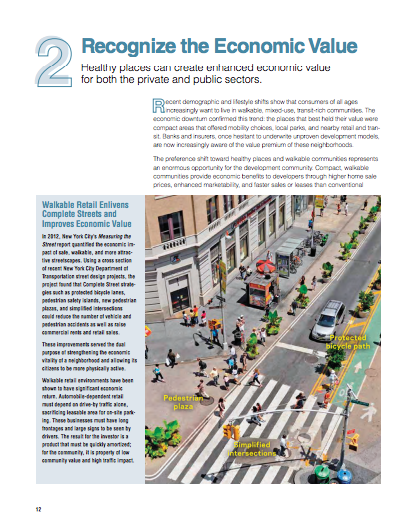 2 Recognize the Economic Value
Healthy places can create enhanced economic value
for both the private and public sectors.
Recent demographic and lifestyle shifts show that consumers of all ages
increasingly want to live in walkable, mixed-use, transit-rich communities. The
economic downturn confirmed this trend: the places that best held their value were
compact areas that offered mobility choices, local parks, and nearby retail and tran-
sit. Banks and insurers, once hesitant to underwrite unproven development models,
are now increasingly aware of the value premium of these neighborhoods.
The preference shift toward healthy places and walkable communities represents
an enormous opportunity for the development community. Compact, walkable
communities provide economic benefits to developers through higher home sale
prices, enhanced marketability, and faster sales or leases than conventional
Walkable Retail Enlivens
Complete Streets and
Improves Economic Value
In 2012, New York City's Measuring the
Street report quantified the economic im-
pact of safe, walkable, and more attrac-
tive streetscapes. Using a cross section
of recent New York City Department of
Transportation street design projects, the
project found that Complete Street strate-
gies such as protected bicycle lanes,
pedestrian safety islands, new pedestrian
plazas, and simplified intersections
could reduce the number of vehicle and
pedestrian accidents as well as raise
commercial rents and retail sales.
These improvements served the dual
purpose of strengthening the economic
vitality of a neighborhood and allowing its
citizens to be more physically active.
Walkable retail environments have been
shown to have significant economic
return. Automobile-dependent retail
must depend on drive-by traffic alone,
sacrificing leasable area for on-site park-
ing. These businesses must have long
frontages and large signs to be seen by
drivers. The result for the investor is a
product that must be quickly amortized;
for the community, it is property of low
community value and high traffic impact.
Protected
bicycle path
Pedestrian
plaza
Simplified
intersections
12